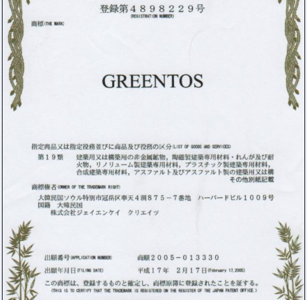 登録第4898229号
(REGISTRATION NUMBER)
商標(THE MARK)
GREENTOS
指定商品又は指定役務並びに商品及び役務の区分(LIST OF GOODS AND SERVICES)
第19類 建築用又は構築用の非金属鉱物，陶磁製建築専用材料・れんが及び耐
火物，リノリューム製建築専用材料，プラスチック製建築専用材料，
合成建築専用材料，アスファルト及びアスファルト製の建築用又は構
その他別紙記載
商標権者(OWNER OF THE TRADEMARK RIGHT)
大韓民国ソウル特別市冠岳区奉天4洞875-7基地 ハーバードビル1009号
国籍 大韓民国
株式会社ジェイエンケイ クリエイツ
出願番号(APPLICATION NUMBER) 商願2005-013330
出願年月日(FILING DATE) 平成17年 2月17日(February 17,2005)
この商標は、登録するものと確定し、商標原簿に登録されたことを証する。
(THIS IS TO CERTIFY THAT THE TRADEMARK IS REGISTERED ON THE REGISTER OF THE JAPAN PATENT OFFICE.)